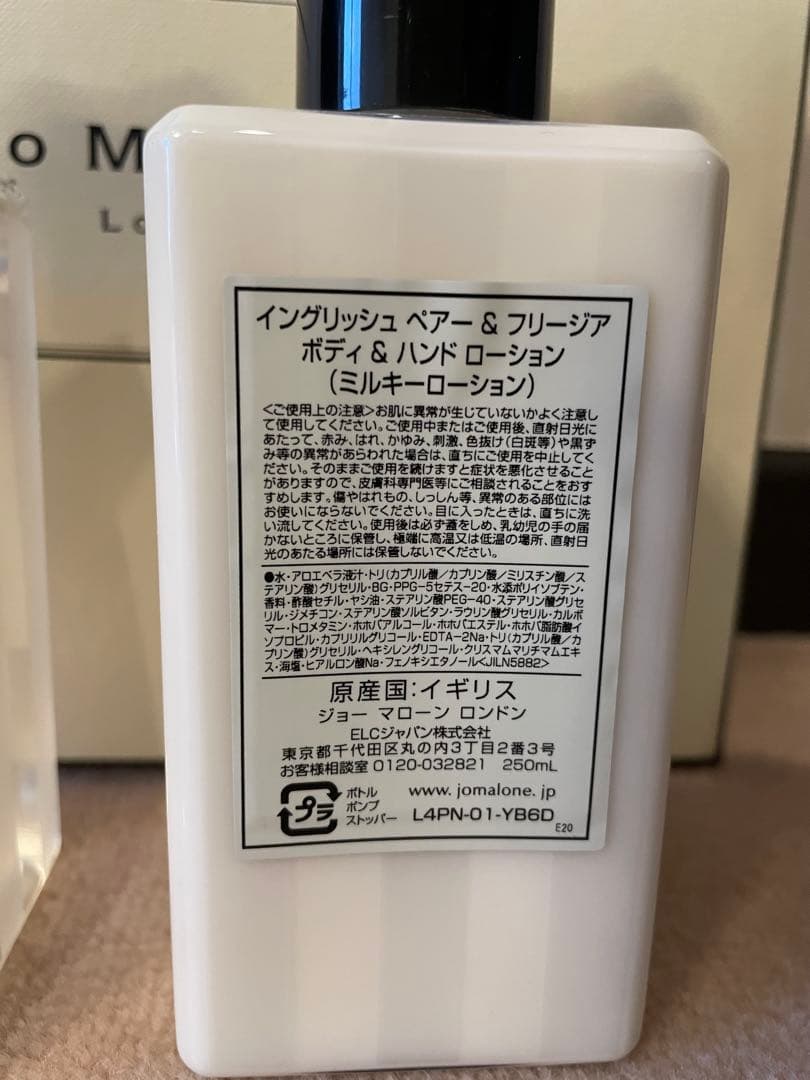 o M
Lo
イングリッシュ ペアー & フリージア
ボディ & ハンド ローション
(ミルキーローション)
<ご使用上の注意>お肌に異常が生じていないかよく注意し
て使用してください。ご使用中またはご使用後、直射日光に
あたって、赤み、はれ、かゆみ、刺激、色抜け(白斑等)や黒ず
み等の異常があらわれた場合は、直ちにご使用を中止してく
ださい。そのままご使用を続けますと症状を悪化させること
がありますので、皮膚科専門医等にご相談されることをおす
すめします。傷やはれもの、しっしん等、異常のある部位には
お使いにならないでください。目に入ったときは、直ちに洗
い流してください。使用後は必ず蓋をしめ、乳幼児の手の届
かないところに保管し、極端に高温又は低温の場所、直射日
光のあたる場所には保管しないでください。
●水・アロエベラ液汁・トリ(カプリル酸/カプリン酸/ミリスチン酸/ス
テアリン酸)グリセリル・BG・PPG-5セテス-20・水添ポリイソブテン・
香料・酢酸セチル・ヤシ油・ステアリン酸PEG-40・ステアリン酸グリセ
リル・ジメチコン・ステアリン酸ソルビタン・ラウリン酸グリセリル・カルボ
マー・トロメタミン・ホホバアルコール・ホホバエステル・ホホバ脂肪酸イ
ソプロピル・カプリリルグリコール・EDTA-2Na・トリ(カプリル酸/カ
プリン酸)グリセリル・ヘキシレングリコール・クリスマムマリチマムエキ
ス・海塩・ヒアルロン酸Na・フェノキシエタノール<JILN5882>
原産国:イギリス
ジョー マローン ロンドン
ELCジャパン株式会社
東京都千代田区丸の内3丁目2番3号
お客様相談室 0120-032821 250mL
プラ
ボトル
ポンプ
ストッパー
www.jomalone.jp
L4PN-01-YB6D
E20